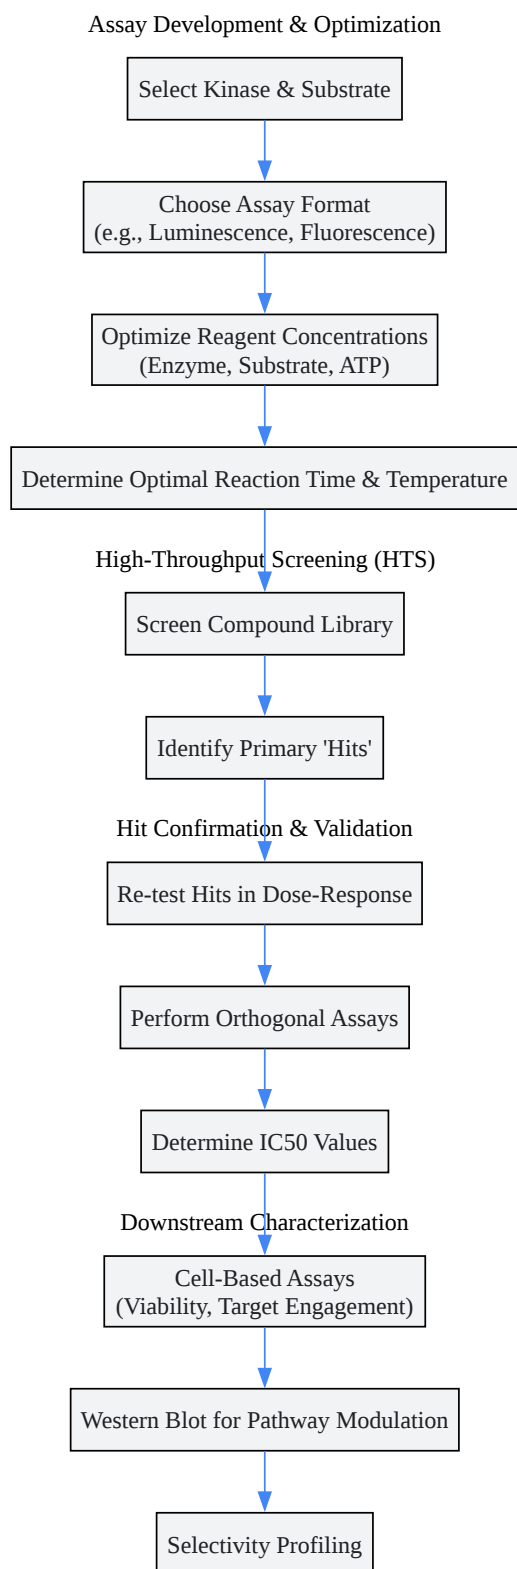 Assay Development & Optimization
Select Kinase & Substrate
Choose Assay Format
(e.g., Luminescence, Fluorescence)
Optimize Reagent Concentrations
(Enzyme, Substrate, ATP)
Determine Optimal Reaction Time & Temperature
High-Throughput Screening (HTS)
Screen Compound Library
Identify Primary 'Hits'
Hit Confirmation & Validation
Re-test Hits in Dose-Response
Perform Orthogonal Assays
Determine IC50 Values
Downstream Characterization
Cell-Based Assays
(Viability, Target Engagement)
Western Blot for Pathway Modulation
Selectivity Profiling